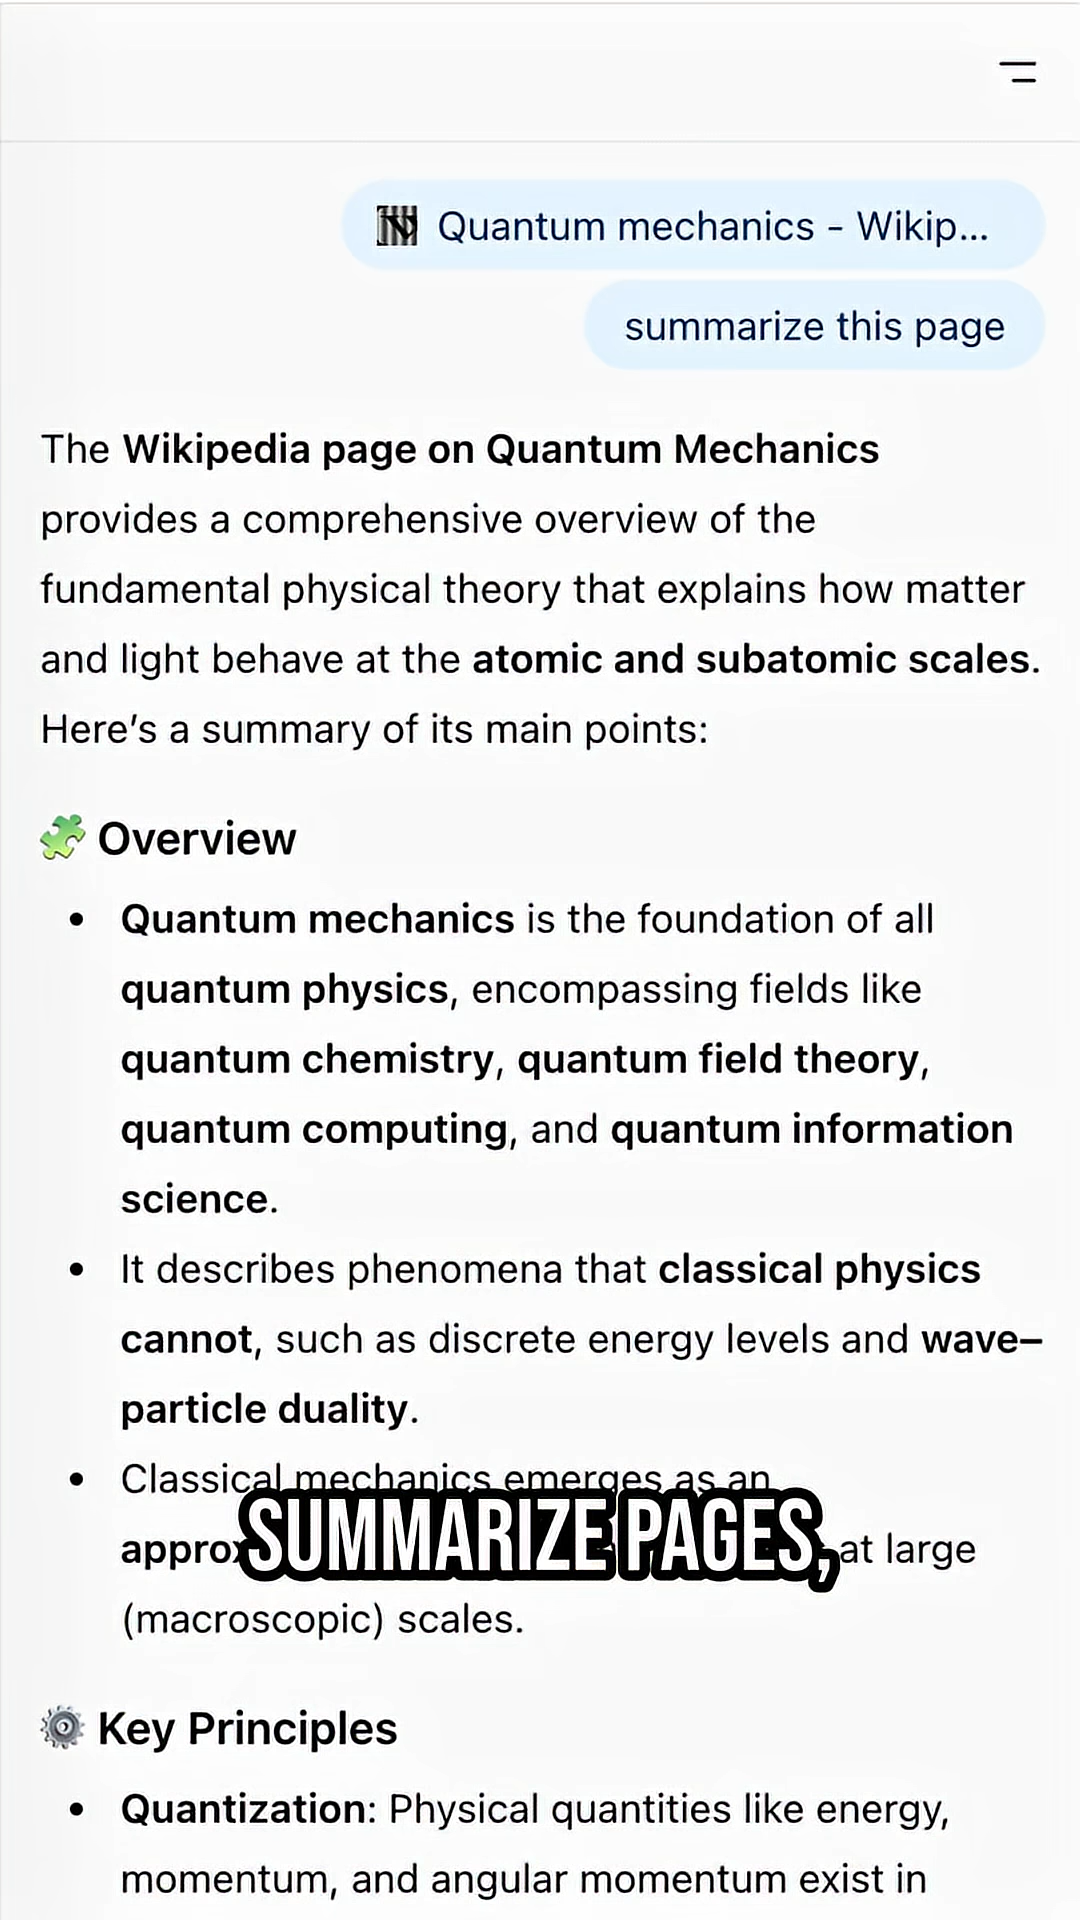 Quantum mechanics - Wikip...
summarize this page
The Wikipedia page on Quantum Mechanics
provides a comprehensive overview of the
fundamental physical theory that explains how matter
and light behave at the atomic and subatomic scales.
Here’s a summary of its main points:
Overview
• Quantum mechanics is the foundation of all
quantum physics, encompassing fields like
quantum chemistry, quantum field theory,
quantum computing, and quantum information
science.
• It describes phenomena that classical physics
cannot, such as discrete energy levels and wave–
particle duality.
• Classical mechanics emerges as an
at large
SUMMARIZE PAGES,
(macroscopic) scales.
Key Principles
• Quantization: Physical quantities like energy,
momentum, and angular momentum exist in